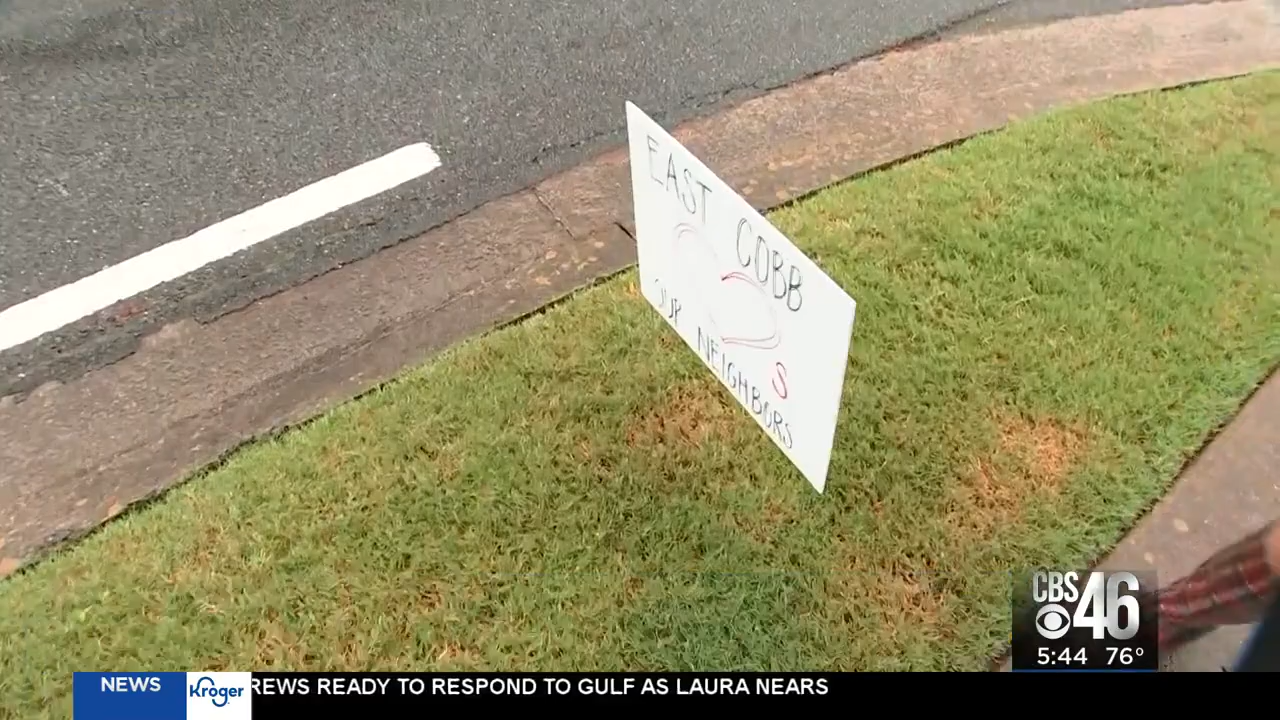 EAST COBB
S
OUR NEIGHBORS
CBS 46
5:44 76°
NEWS
Kroger
REWS READY TO RESPOND TO GULF AS LAURA NEARS